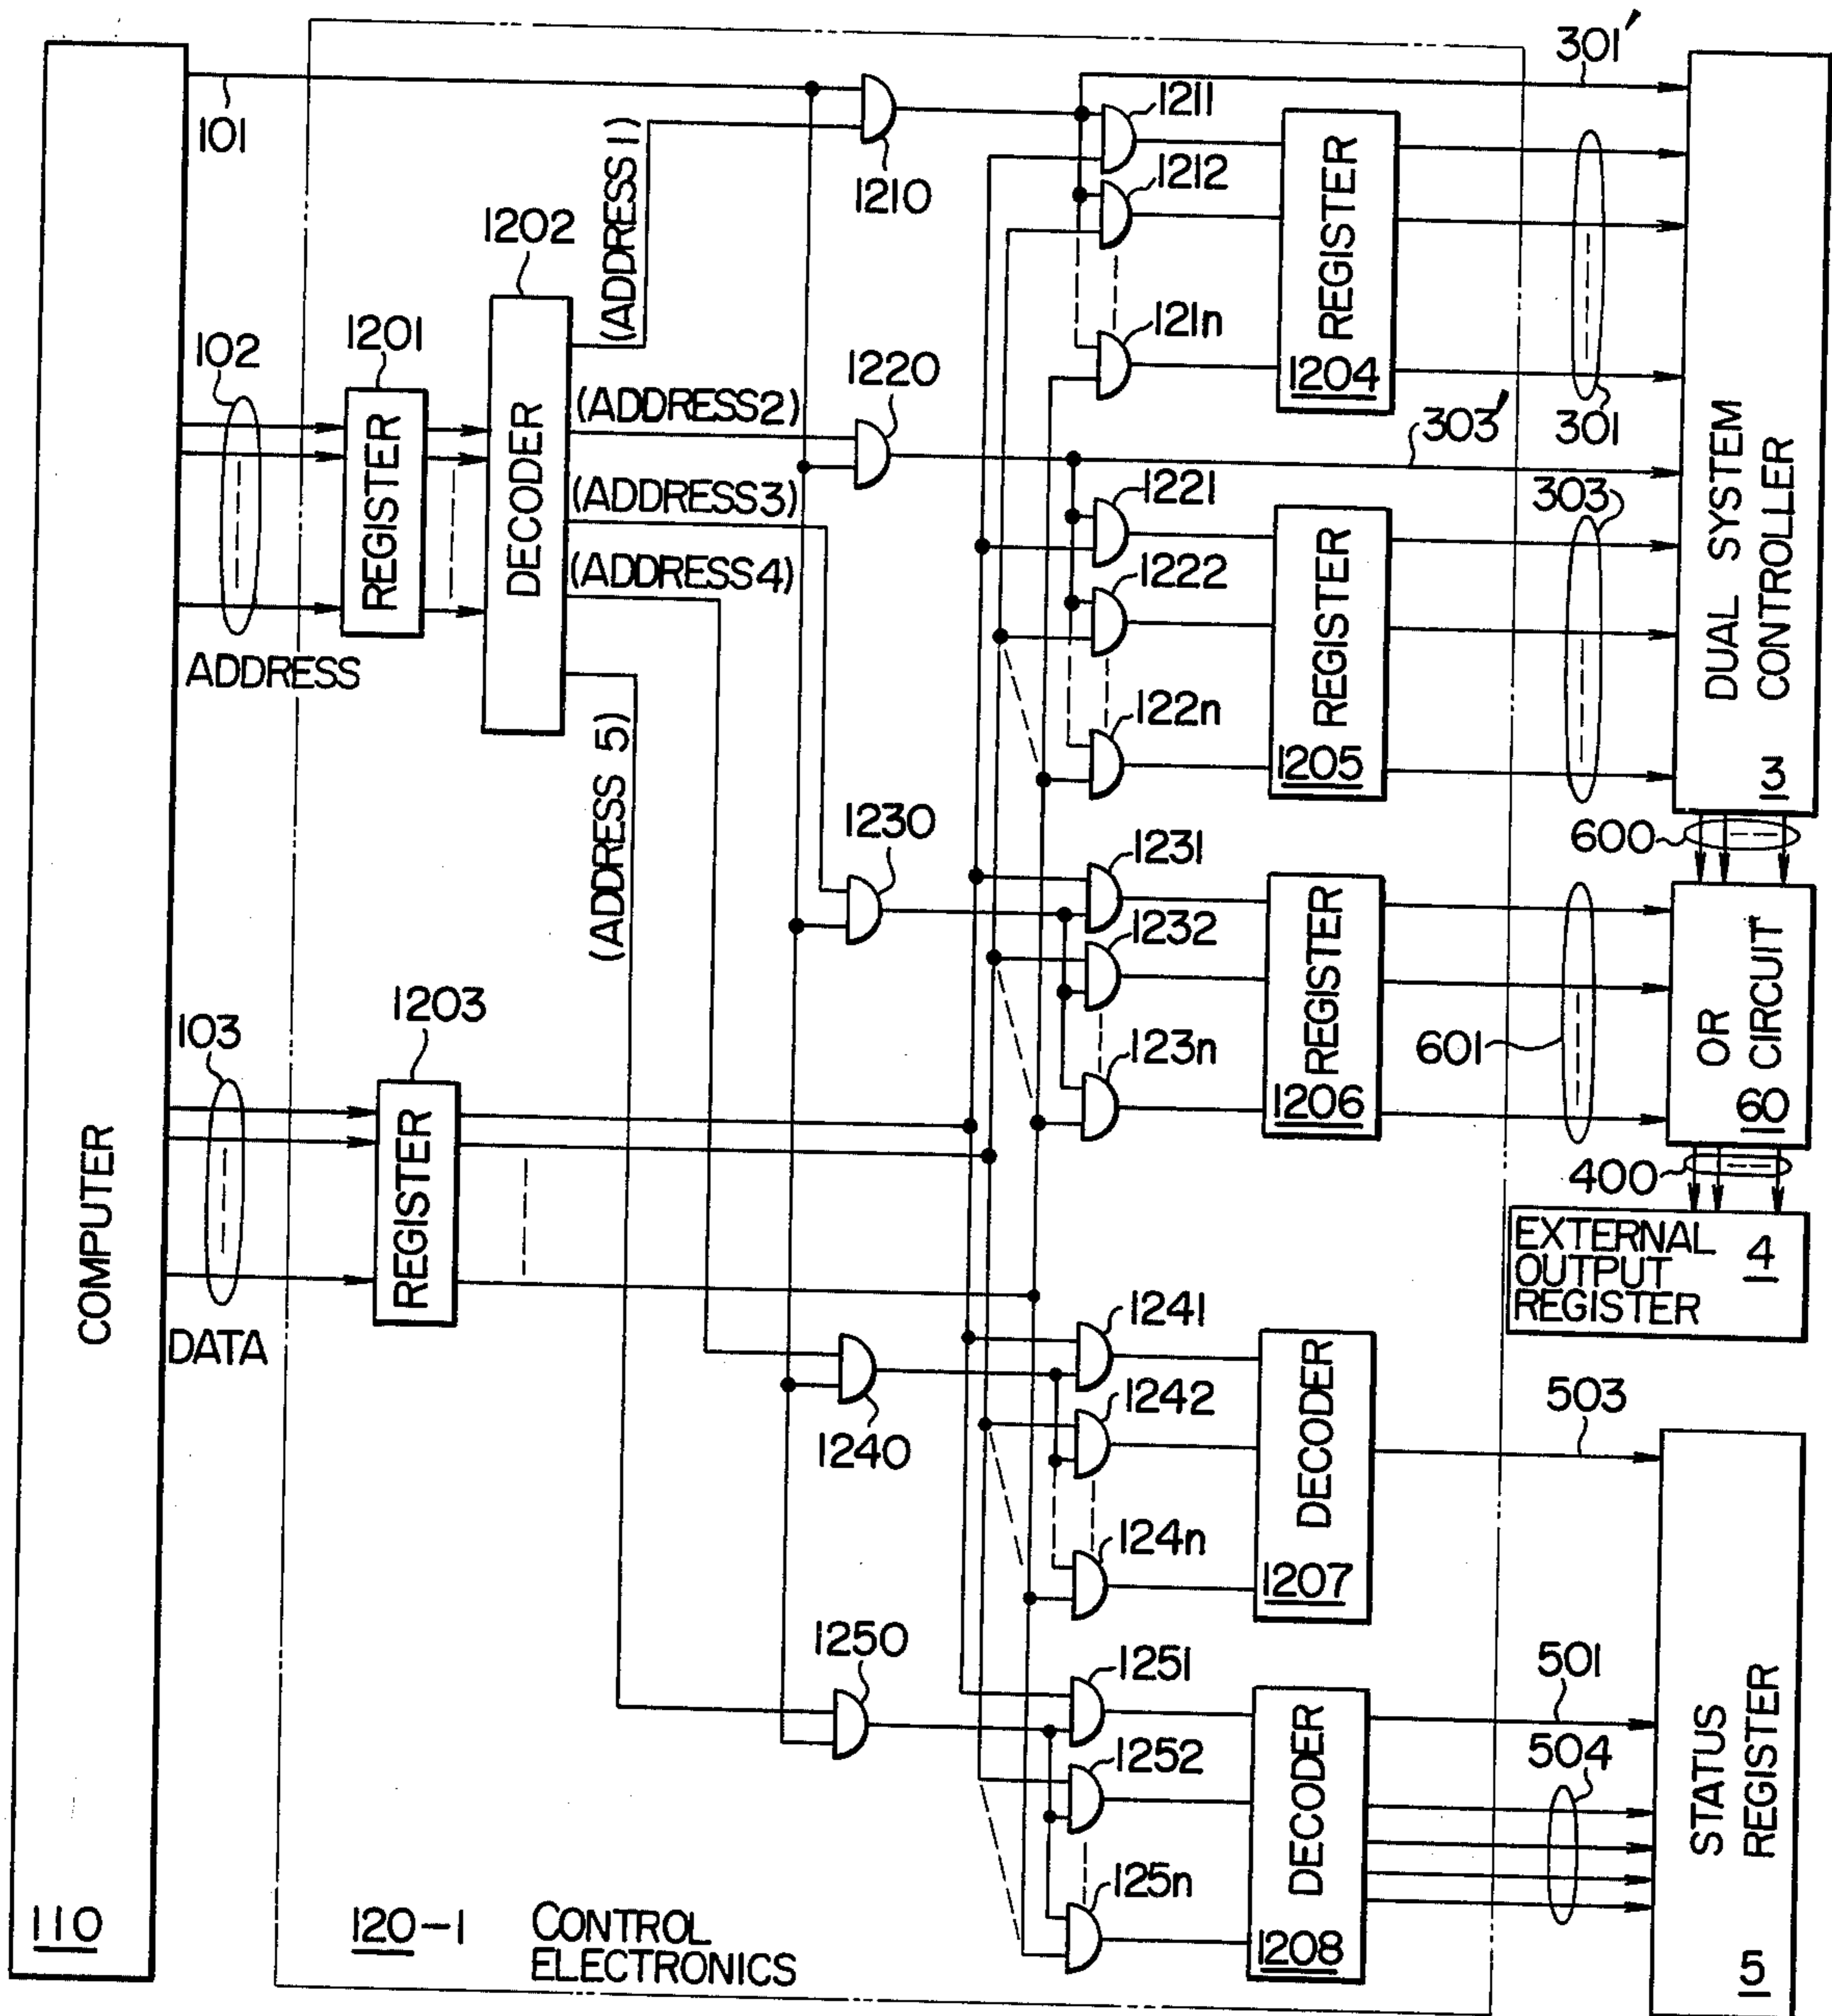 301'
101
1211
1212
1210
(ADDRESS 1)
REGISTER
1204
1202
121n
301
102
1201
1220
(ADDRESS2)
303'
REGISTER
DECODER
(ADDRESS3)
(ADDRESS4)
1221
303
1222
REGISTER
1205
122n
DUAL SYSTEM
CONTROLLER
13
ADDRESS
(ADDRESS 5)
1230
600
1231
1232
REGISTER
1206
601
123n
OR
CIRCUIT
60
103
1203
REGISTER
400
EXTERNAL
OUTPUT
REGISTER
14
COMPUTER
DATA
1241
1242
1240
DECODER
1207
503
124n
1250
1251
1252
DECODER
1208
501
504
125n
STATUS
REGISTER
15
110
120-1
CONTROL
ELECTRONICS